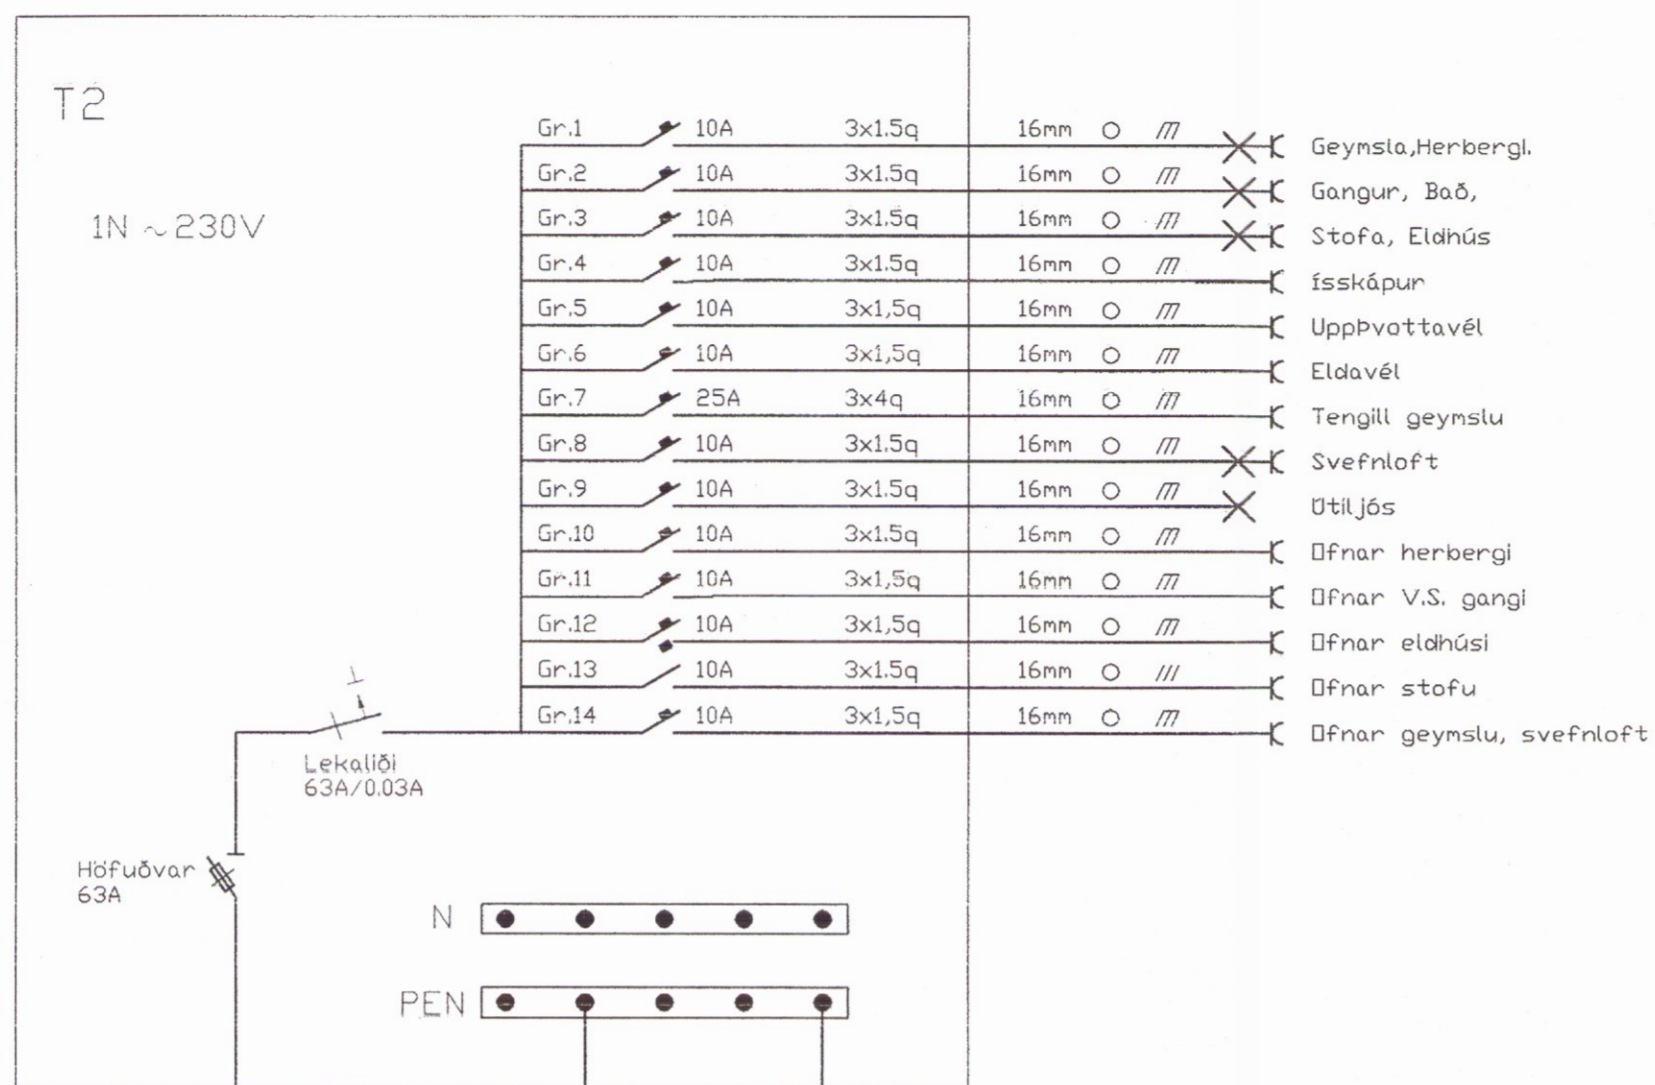 T2
1N ~ 230V
Gr.1 10A 3x1.5q 16mm Geymsla,Herbergi.
Gr.2 10A 3x1.5q 16mm Gangur, Bað,
Gr.3 10A 3x1.5q 16mm Stofa, Eldhús
Gr.4 10A 3x1.5q 16mm ísskápur
Gr.5 10A 3x1,5q 16mm UppÞvottavél
Gr.6 10A 3x1,5q 16mm Eldavél
Gr.7 25A 3x4q 16mm Tengill geymslu
Gr.8 10A 3x1.5q 16mm Svefnloft
Gr.9 10A 3x1.5q 16mm Útiljós
Gr.10 10A 3x1.5q 16mm Ofnar herbergi
Gr.11 10A 3x1,5q 16mm Ofnar V.S. gangi
Gr.12 10A 3x1,5q 16mm Ofnar eldhúsi
Gr.13 10A 3x1.5q 16mm Ofnar stofu
Gr.14 10A 3x1,5q 16mm Ofnar geymslu, svefnloft
Lekaliði
63A/0.03A
Höfuðvar
63A
N
PEN